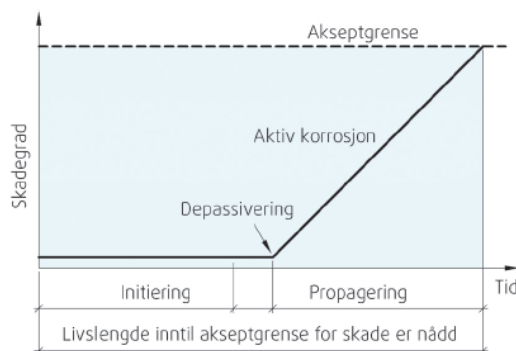 Akseptgrense
Skadegrad
Aktiv korrosjon
Depassivering
Initiering
Propagering
Tid
Livslengde inntil akseptgrense for skade er nådd